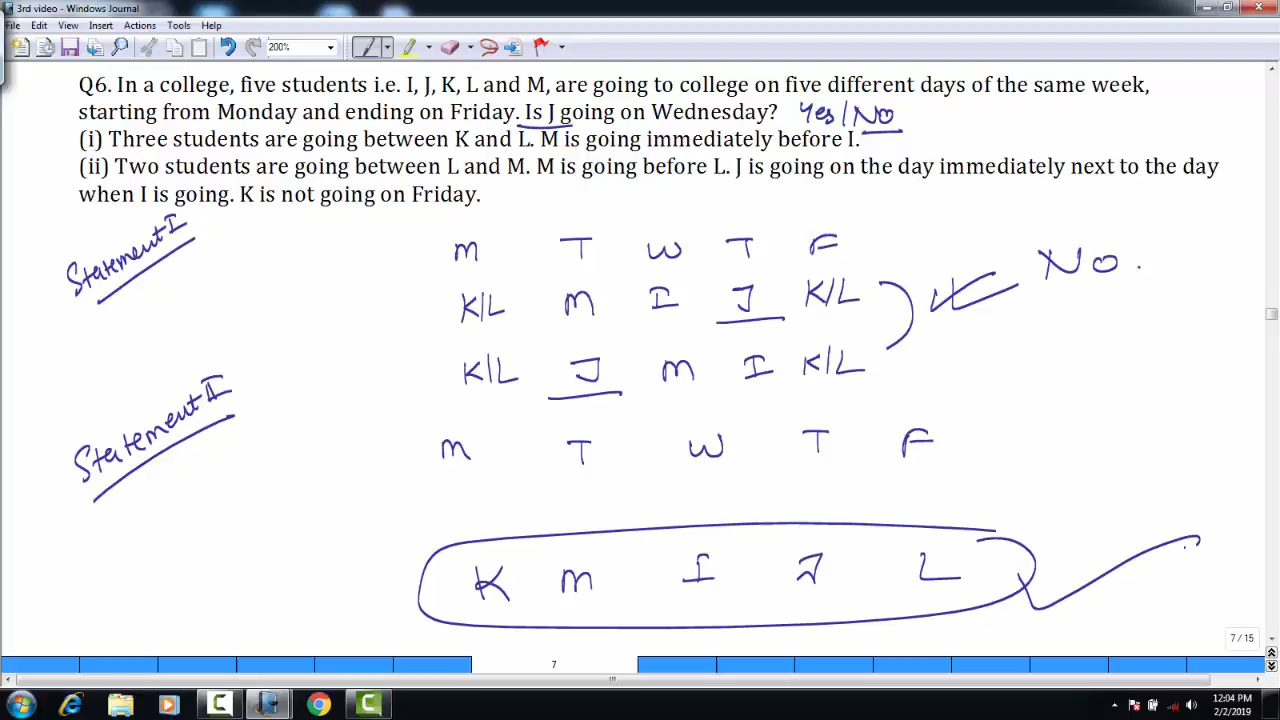 3rd video - Windows Journal
File Edit View Insert Actions Tools Help
200%
Q6. In a college, five students i.e. I, J, K, L and M, are going to college on five different days of the same week,
starting from Monday and ending on Friday. Is J going on Wednesday? Yes/No
(i) Three students are going between K and L. M is going immediately before I.
(ii) Two students are going between L and M. M is going before L. J is going on the day immediately next to the day
when I is going. K is not going on Friday.
Statement I
M T W T F
K/L M I J K/L No.
K/L J M I K/L
Statement II
M T W T F
K M I J L
7 / 15
7
12:04 PM
2/2/2019